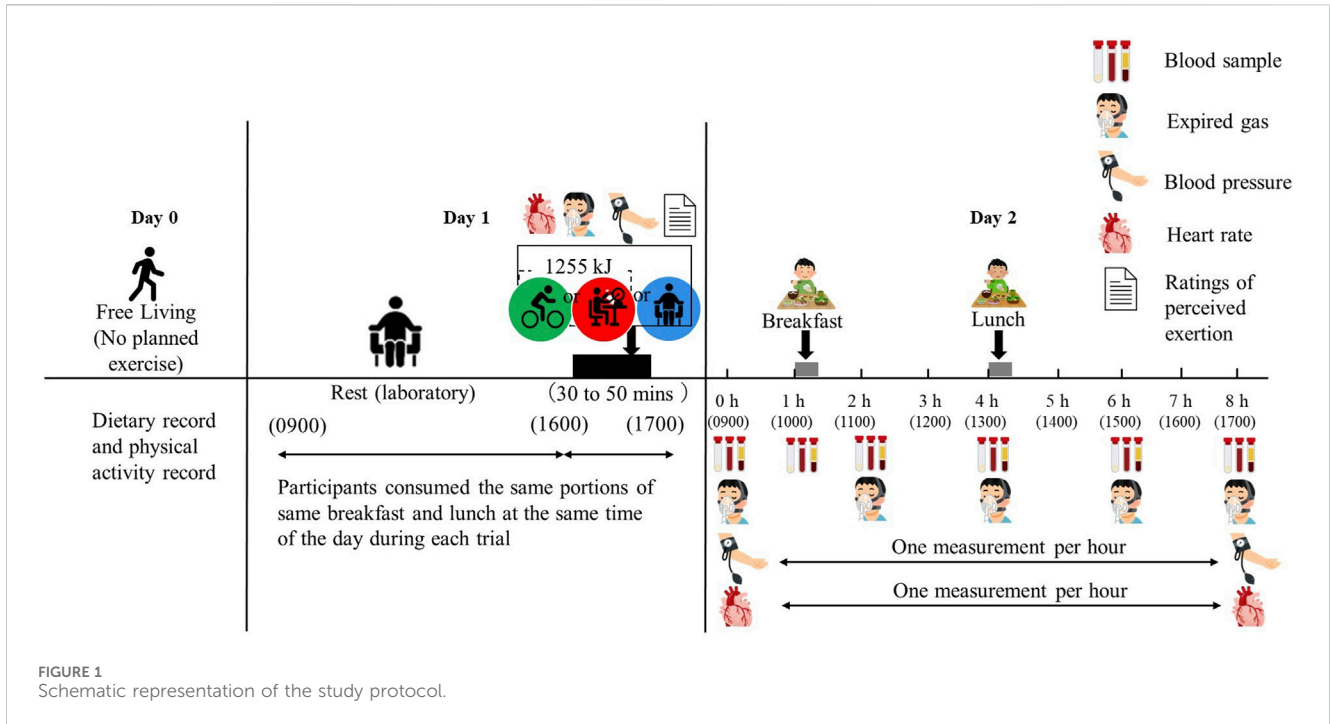 Blood sample
Expired gas
Blood pressure
Heart rate
Ratings of
perceived
exertion
Day 0
Free Living
(No planned
exercise)
Day 1
1255 kJ
or
or
Day 2
Breakfast
Lunch
Dietary record
and physical
activity record
Rest (laboratory)
(30 to 50 mins )
(0900)
(1600)
(1700)
Participants consumed the same portions of
same breakfast and lunch at the same time
of the day during each trial
0 h 1 h 2 h 3 h 4 h 5 h 6 h 7 h 8 h
(0900) (1000) (1100) (1200) (1300) (1400) (1500) (1600) (1700)
One measurement per hour
One measurement per hour
FIGURE 1
Schematic representation of the study protocol.